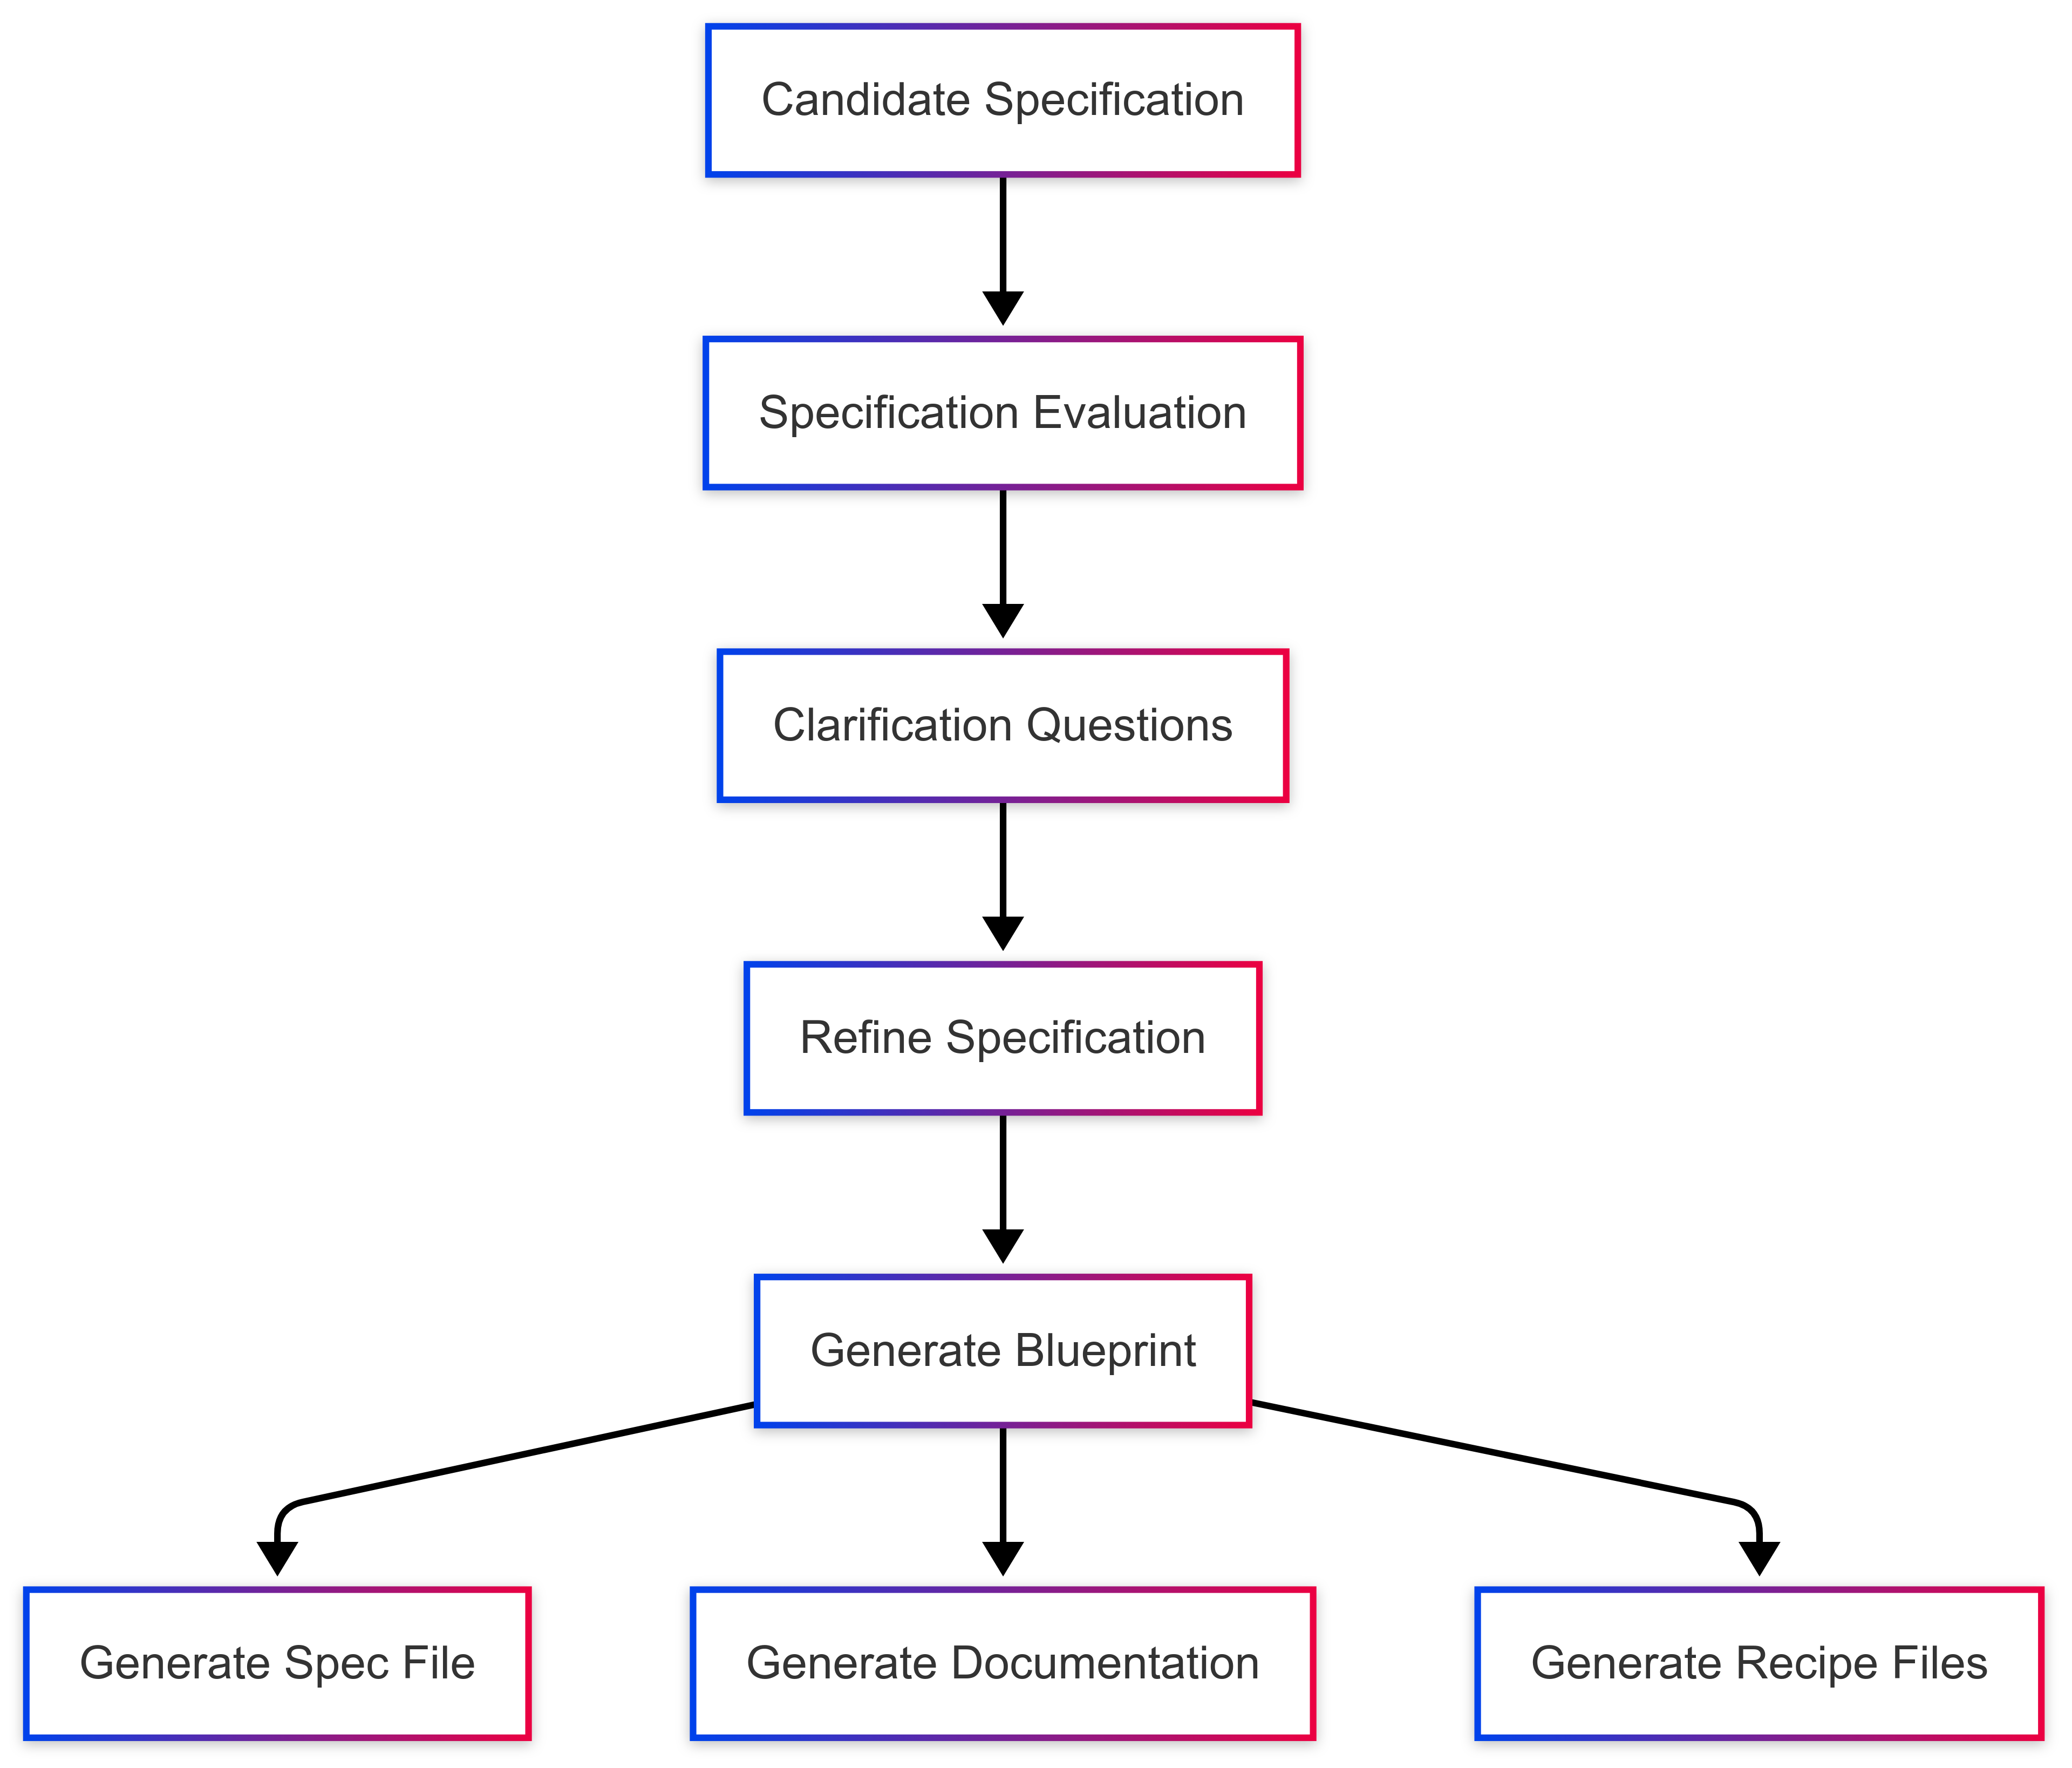 Candidate Specification
Specification Evaluation
Clarification Questions
Refine Specification
Generate Blueprint
Generate Spec File
Generate Documentation
Generate Recipe Files